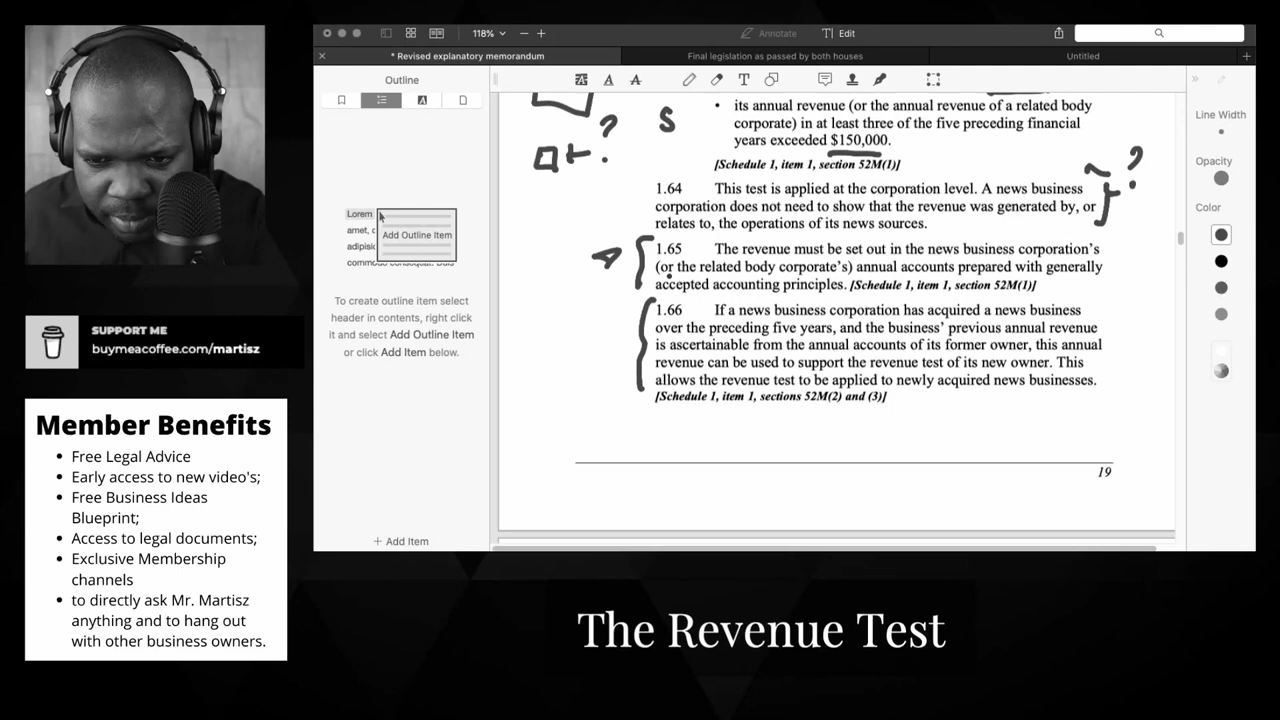 118%
Annotate
Edit
* Revised explanatory memorandum
Final legislation as passed by both houses
Untitled
Outline
Lorem
amet, c
adipisic
Add Outline Item
To create outline item select
header in contents, right click
it and select Add Outline Item
or click Add Item below.
+ Add Item
S
?
?
?
• its annual revenue (or the annual revenue of a related body
corporate) in at least three of the five preceding financial
years exceeded $150,000.
[Schedule 1, item 1, section 52M(1)]
1.64 This test is applied at the corporation level. A news business
corporation does not need to show that the revenue was generated by, or
relates to, the operations of its news sources.
1.65 The revenue must be set out in the news business corporation's
(or the related body corporate's) annual accounts prepared with generally
accepted accounting principles. [Schedule 1, item 1, section 52M(1)]
1.66 If a news business corporation has acquired a news business
over the preceding five years, and the business' previous annual revenue
is ascertainable from the annual accounts of its former owner, this annual
revenue can be used to support the revenue test of its new owner. This
allows the revenue test to be applied to newly acquired news businesses.
[Schedule 1, item 1, sections 52M(2) and (3)]
19
Line Width
Opacity
Color
SUPPORT ME
buymeacoffee.com/martisz
Member Benefits
• Free Legal Advice
• Early access to new video's;
• Free Business Ideas
Blueprint;
• Access to legal documents;
• Exclusive Membership
channels
• to directly ask Mr. Martisz
anything and to hang out
with other business owners.
The Revenue Test